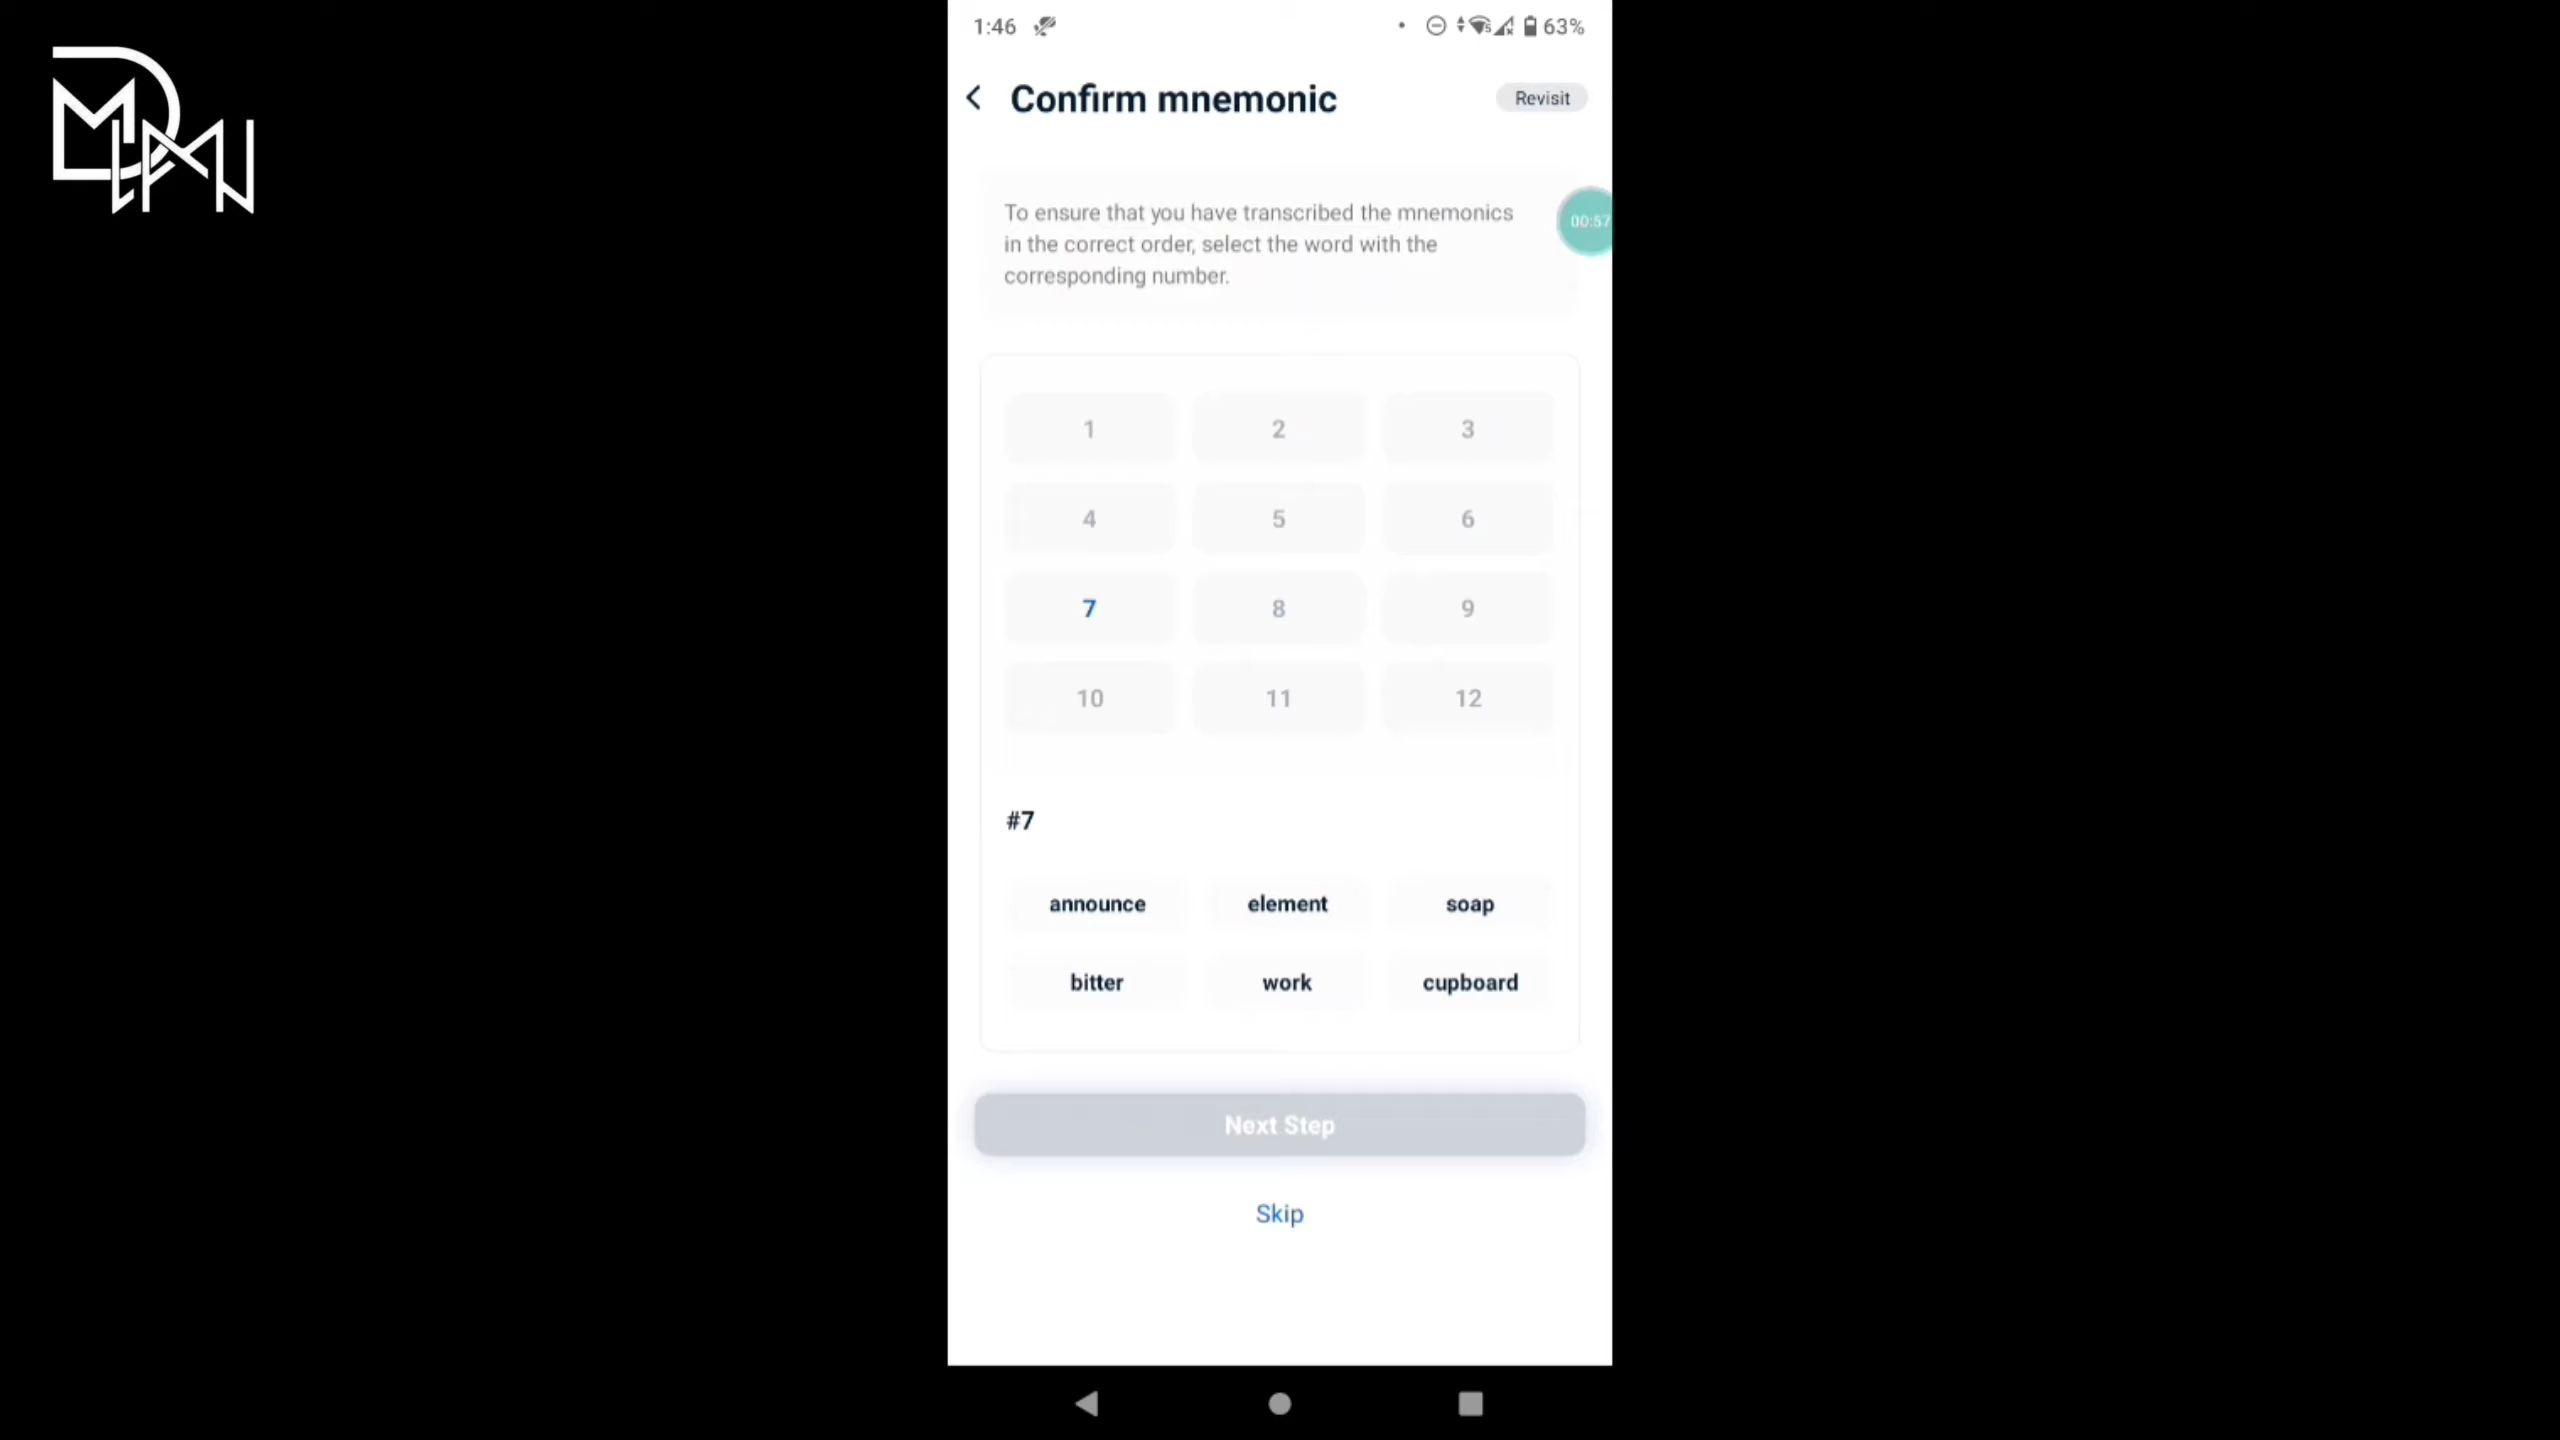 1:46
63%
Confirm mnemonic
Revisit
To ensure that you have transcribed the mnemonics
in the correct order, select the word with the
corresponding number.
00:57
1 2 3
4 5 6
7 8 9
10 11 12
#7
announce element soap
bitter work cupboard
Next Step
Skip